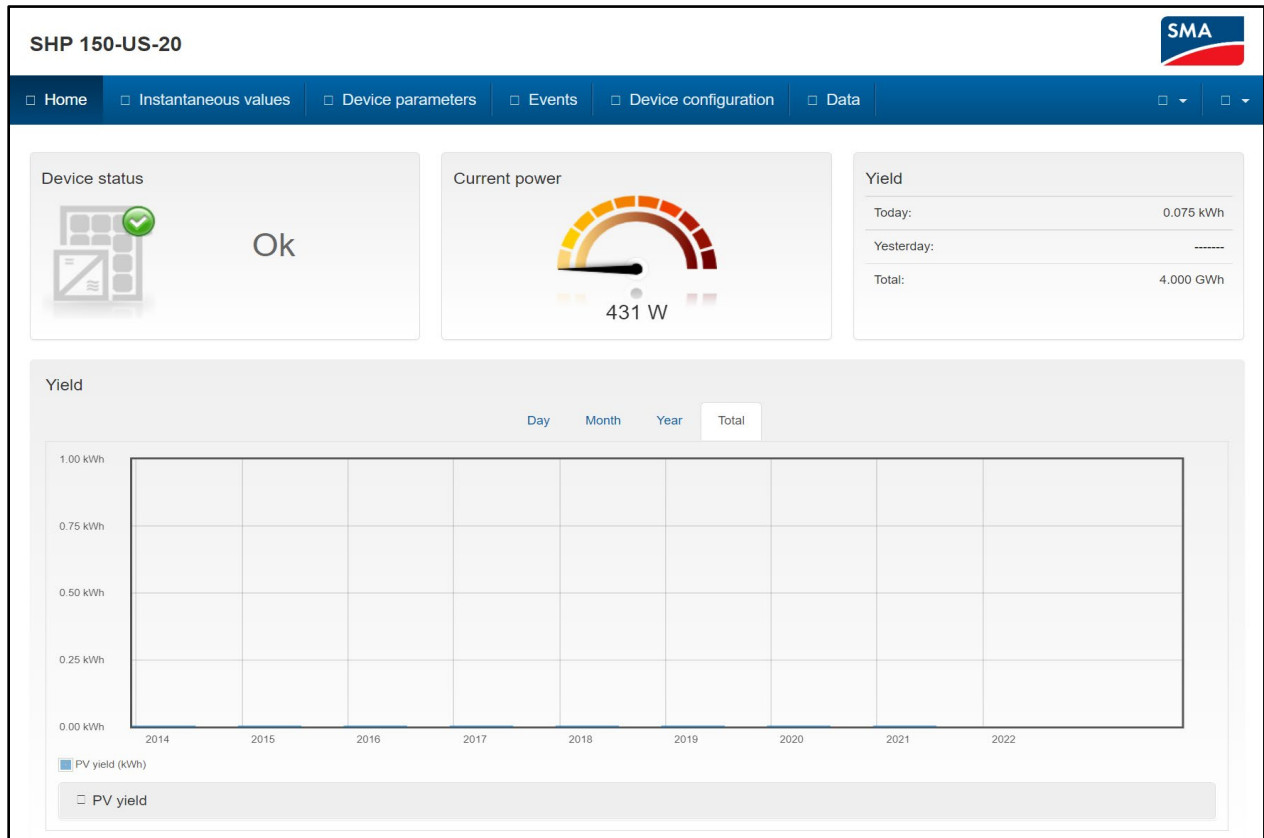 SHP 150-US-20
SMA
Home Instantaneous values Device parameters Events Device configuration Data
Device status
Ok
Current power
431 W
Yield
Today: 0.075 kWh
Yesterday: -------
Total: 4.000 GWh
Yield
Day Month Year Total
1.00 kWh
0.75 kWh
0.50 kWh
0.25 kWh
0.00 kWh
2014 2015 2016 2017 2018 2019 2020 2021 2022
PV yield (kWh)
PV yield